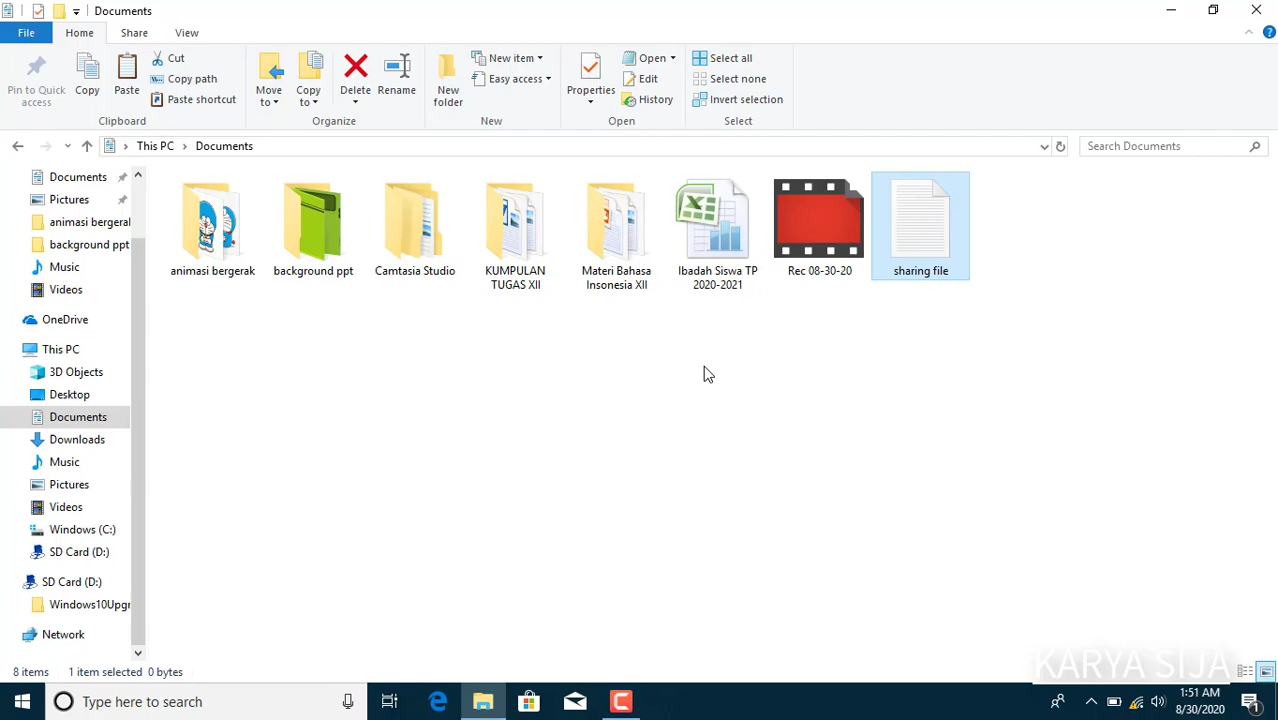 Documents
File Home Share View
Pin to Quick access
Copy
Paste
Cut
Copy path
Paste shortcut
Clipboard
Move to
Copy to
Delete
Rename
Organize
New folder
New item
Easy access
New
Properties
Open
Edit
History
Open
Select all
Select none
Invert selection
Select
This PC > Documents
Search Documents
Documents
Pictures
animasi bergeral
background ppt
Music
Videos
OneDrive
This PC
3D Objects
Desktop
Documents
Downloads
Music
Pictures
Videos
Windows (C:)
SD Card (D:)
SD Card (D:)
Windows10Upgr
Network
animasi bergerak
background ppt
Camtasia Studio
KUMPULAN
TUGAS XII
Materi Bahasa
Insonesia XII
Ibadah Siswa TP
2020-2021
Rec 08-30-20
sharing file
8 items 1 item selected 0 bytes
KARYA SIJA
Type here to search
1:51 AM
8/30/2020
1